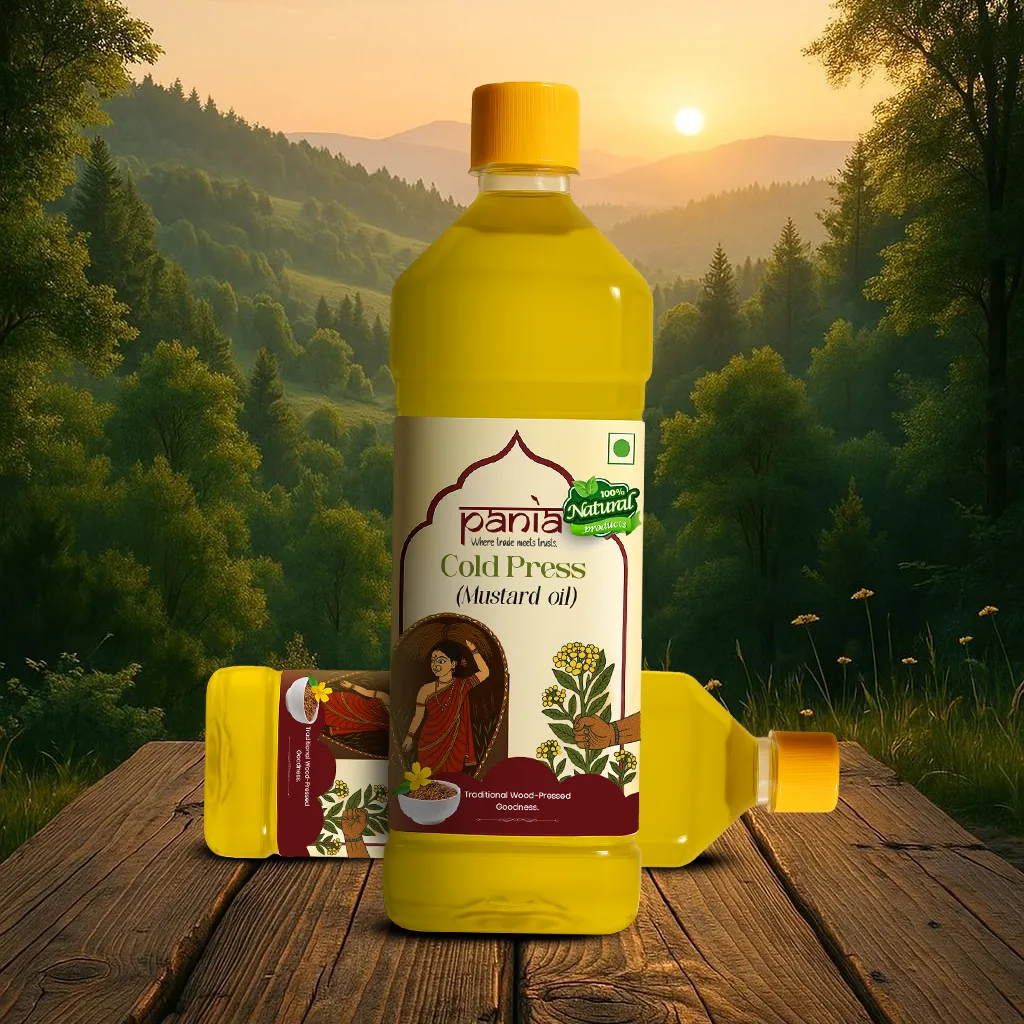 pania
Where trade meets trusts.
100%
Natural
products
Cold Press
(Mustard oil)
Traditional Wood-Pressed
Goodness.
Traditional Wood-Pressed
Goodness.